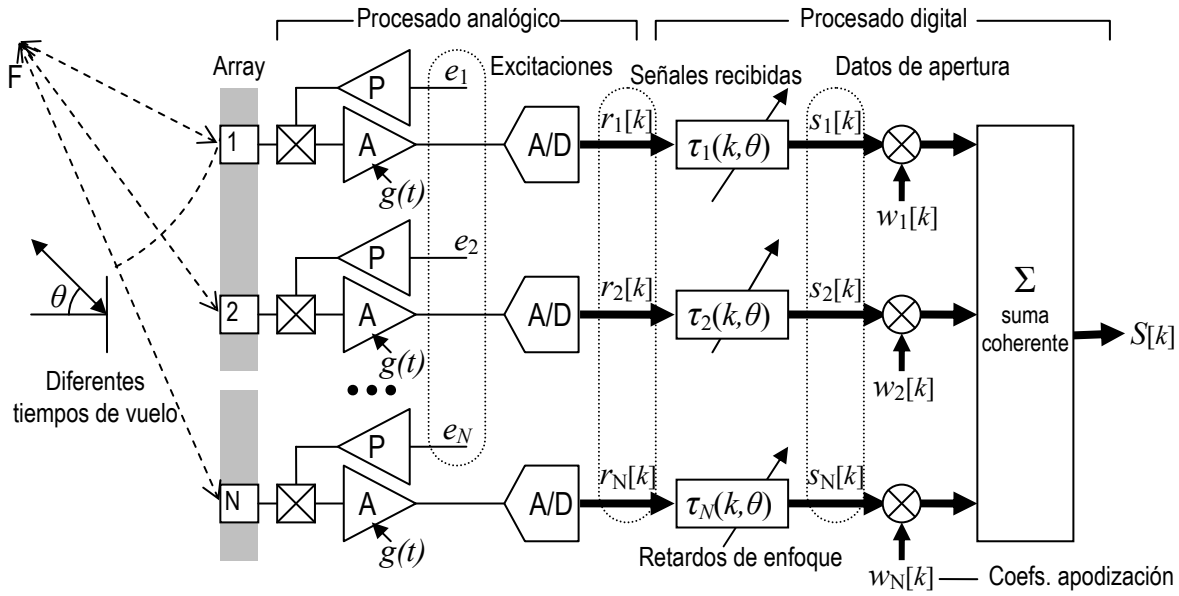 Procesado analógico
Procesado digital
F
Array
P
e1
Excitaciones
Señales recibidas
Datos de apertura
1
A
g(t)
A/D
r1[k]
τ1(k,θ)
s1[k]
w1[k]
θ
P
e2
2
A
g(t)
A/D
r2[k]
τ2(k,θ)
s2[k]
w2[k]
Σ
suma
coherente
S[k]
Diferentes
tiempos de vuelo
P
eN
N
A
g(t)
A/D
rN[k]
τN(k,θ)
sN[k]
Retardos de enfoque
wN[k]
Coefs. apodización